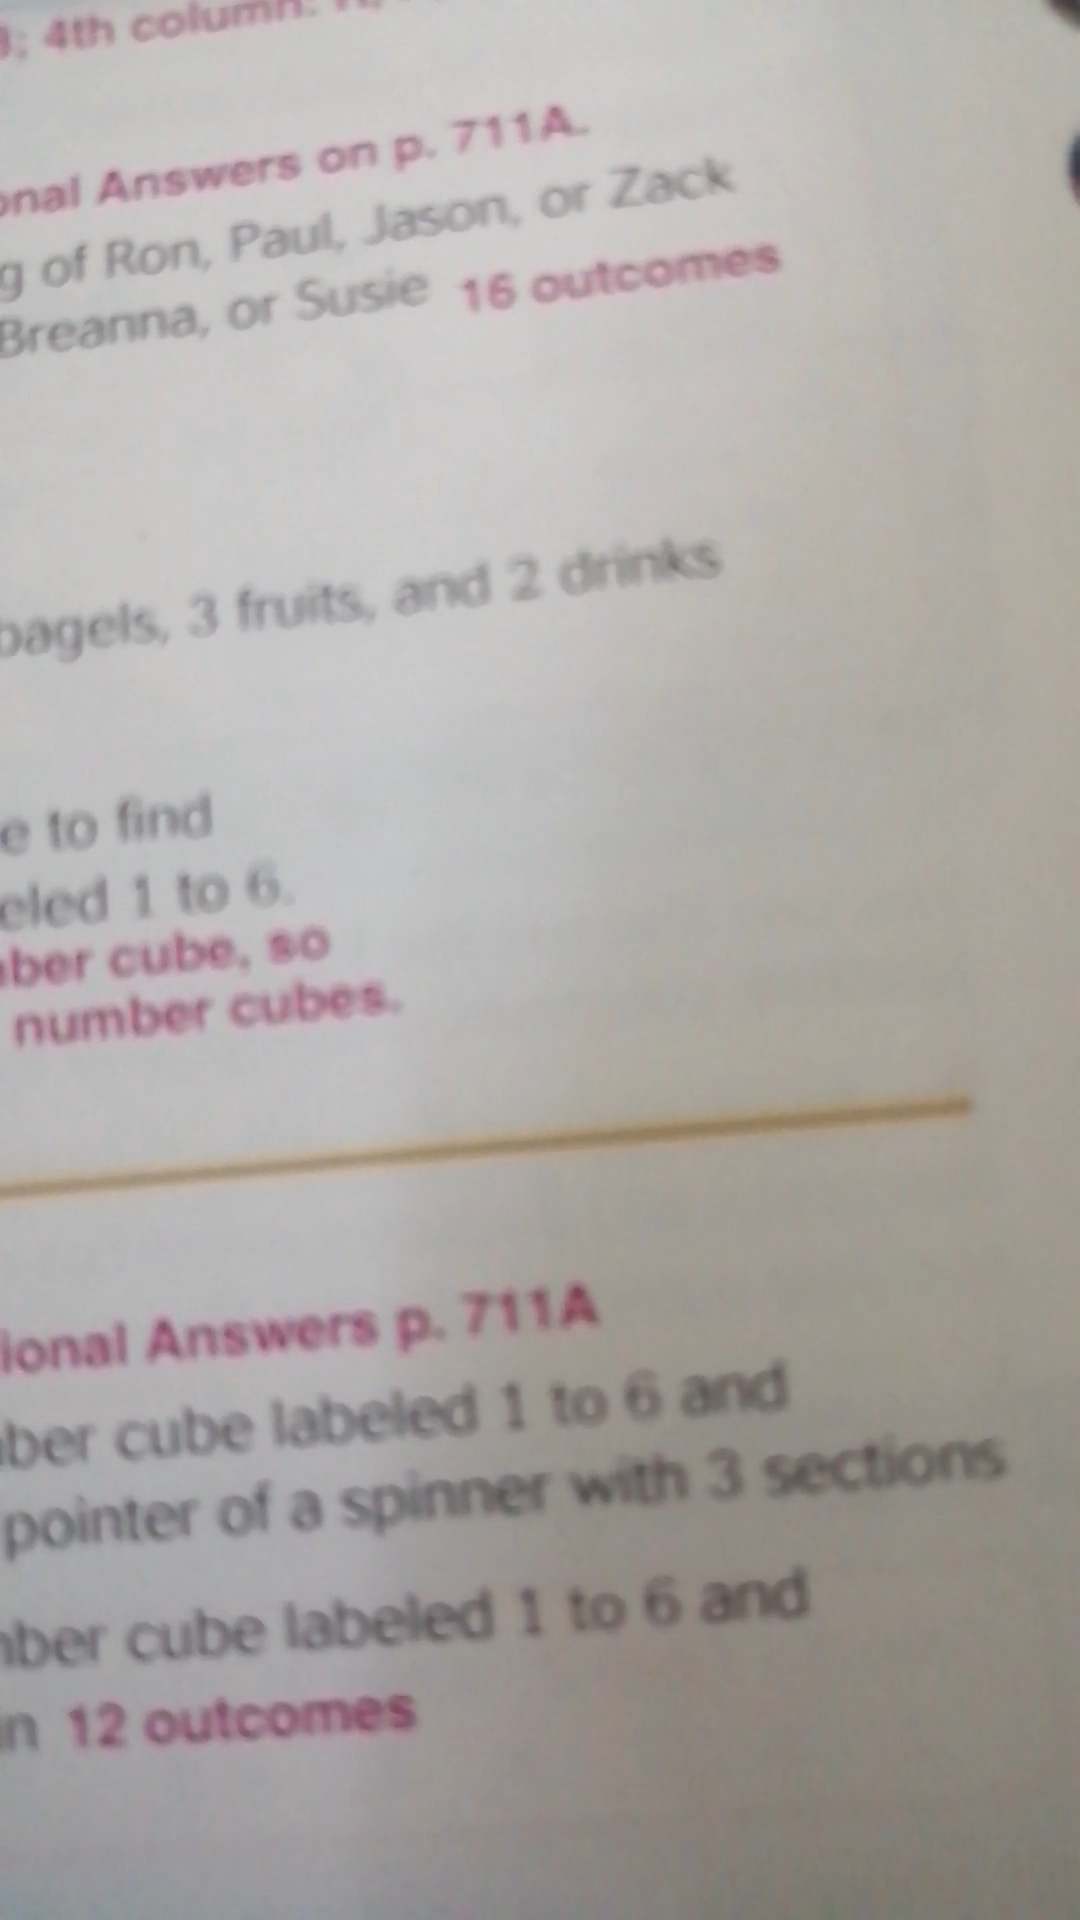 ; 4th column:
onal Answers on p. 711A.
g of Ron, Paul, Jason, or Zack
Breanna, or Susie 16 outcomes
bagels, 3 fruits, and 2 drinks
e to find
eled 1 to 6.
ber cube, so
number cubes.
ional Answers p. 711A
ber cube labeled 1 to 6 and
pointer of a spinner with 3 sections
ber cube labeled 1 to 6 and
in 12 outcomes